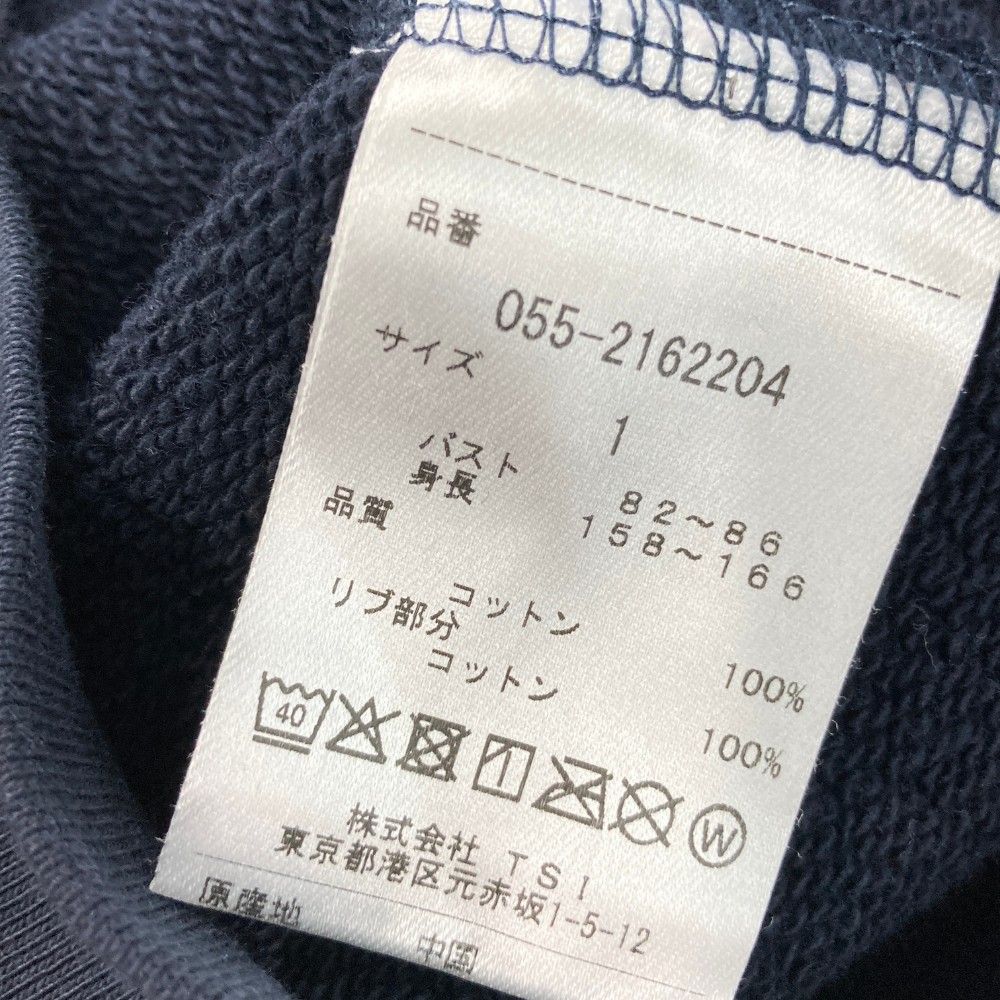 品番
055-2162204
サイズ
1
バスト 82～86
身長 158～166
品質
コットン 100%
リブ部分
コットン 100%
40
W
株式会社 TSI
東京都港区元赤坂1-5-12
原産地 中国